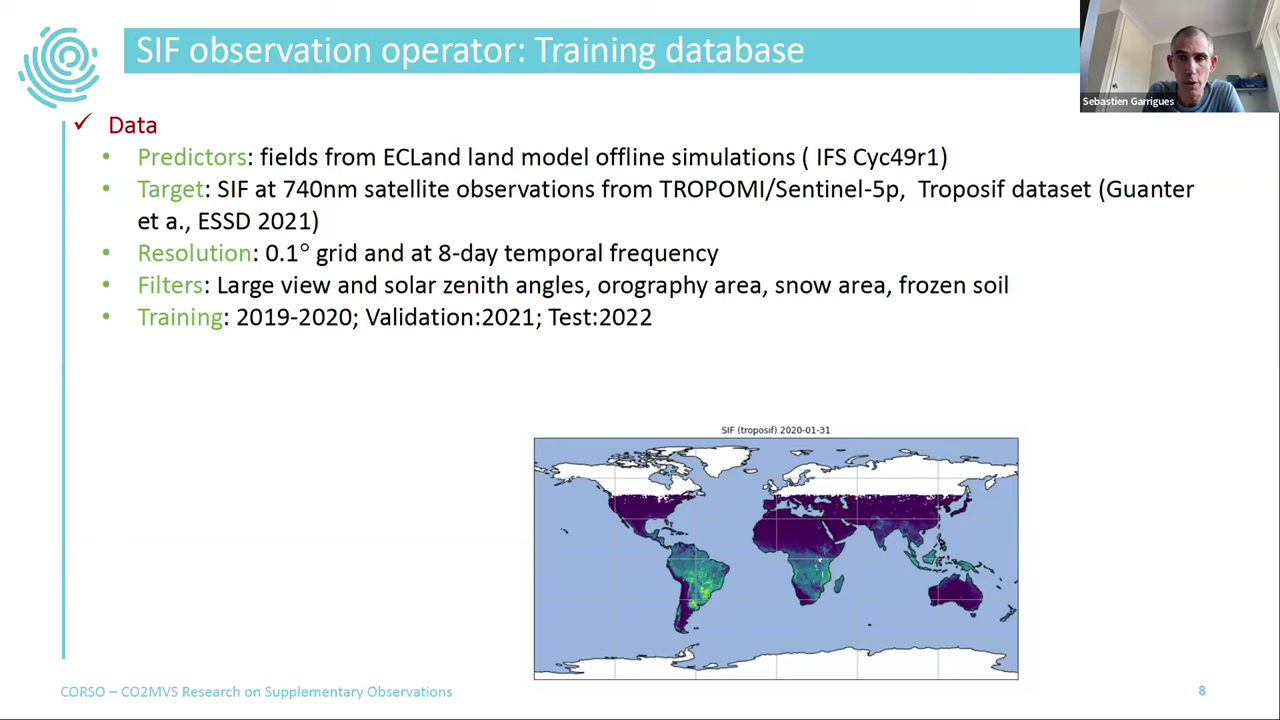 SIF observation operator: Training database
Sebastien Garrigues
✓ Data
• Predictors: fields from ECLand land model offline simulations ( IFS Cyc49r1)
• Target: SIF at 740nm satellite observations from TROPOMI/Sentinel-5p, Troposif dataset (Guanter
et a., ESSD 2021)
• Resolution: 0.1° grid and at 8-day temporal frequency
• Filters: Large view and solar zenith angles, orography area, snow area, frozen soil
• Training: 2019-2020; Validation:2021; Test:2022
SIF (troposif) 2020-01-31
CORSO – CO2MVS Research on Supplementary Observations
8